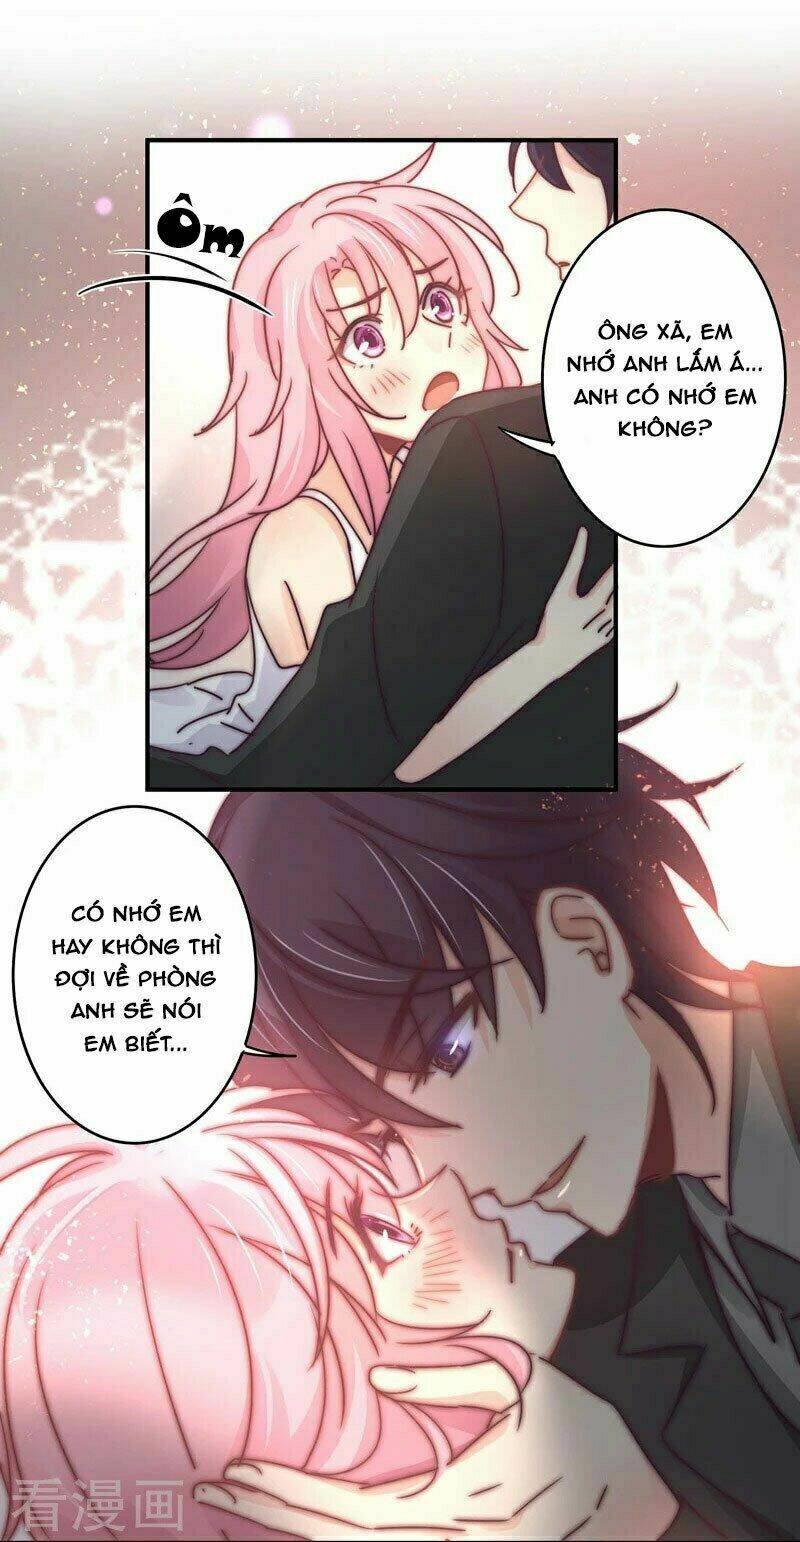 Ôm
ÔNG XÃ, EM
NHỚ ANH LẮM Á...
ANH CÓ NHỚ EM
KHÔNG?
CÓ NHỚ EM
HAY KHÔNG THÌ
ĐỢI VỀ PHÒNG
ANH SẼ NÓI
EM BIẾT...
看漫画